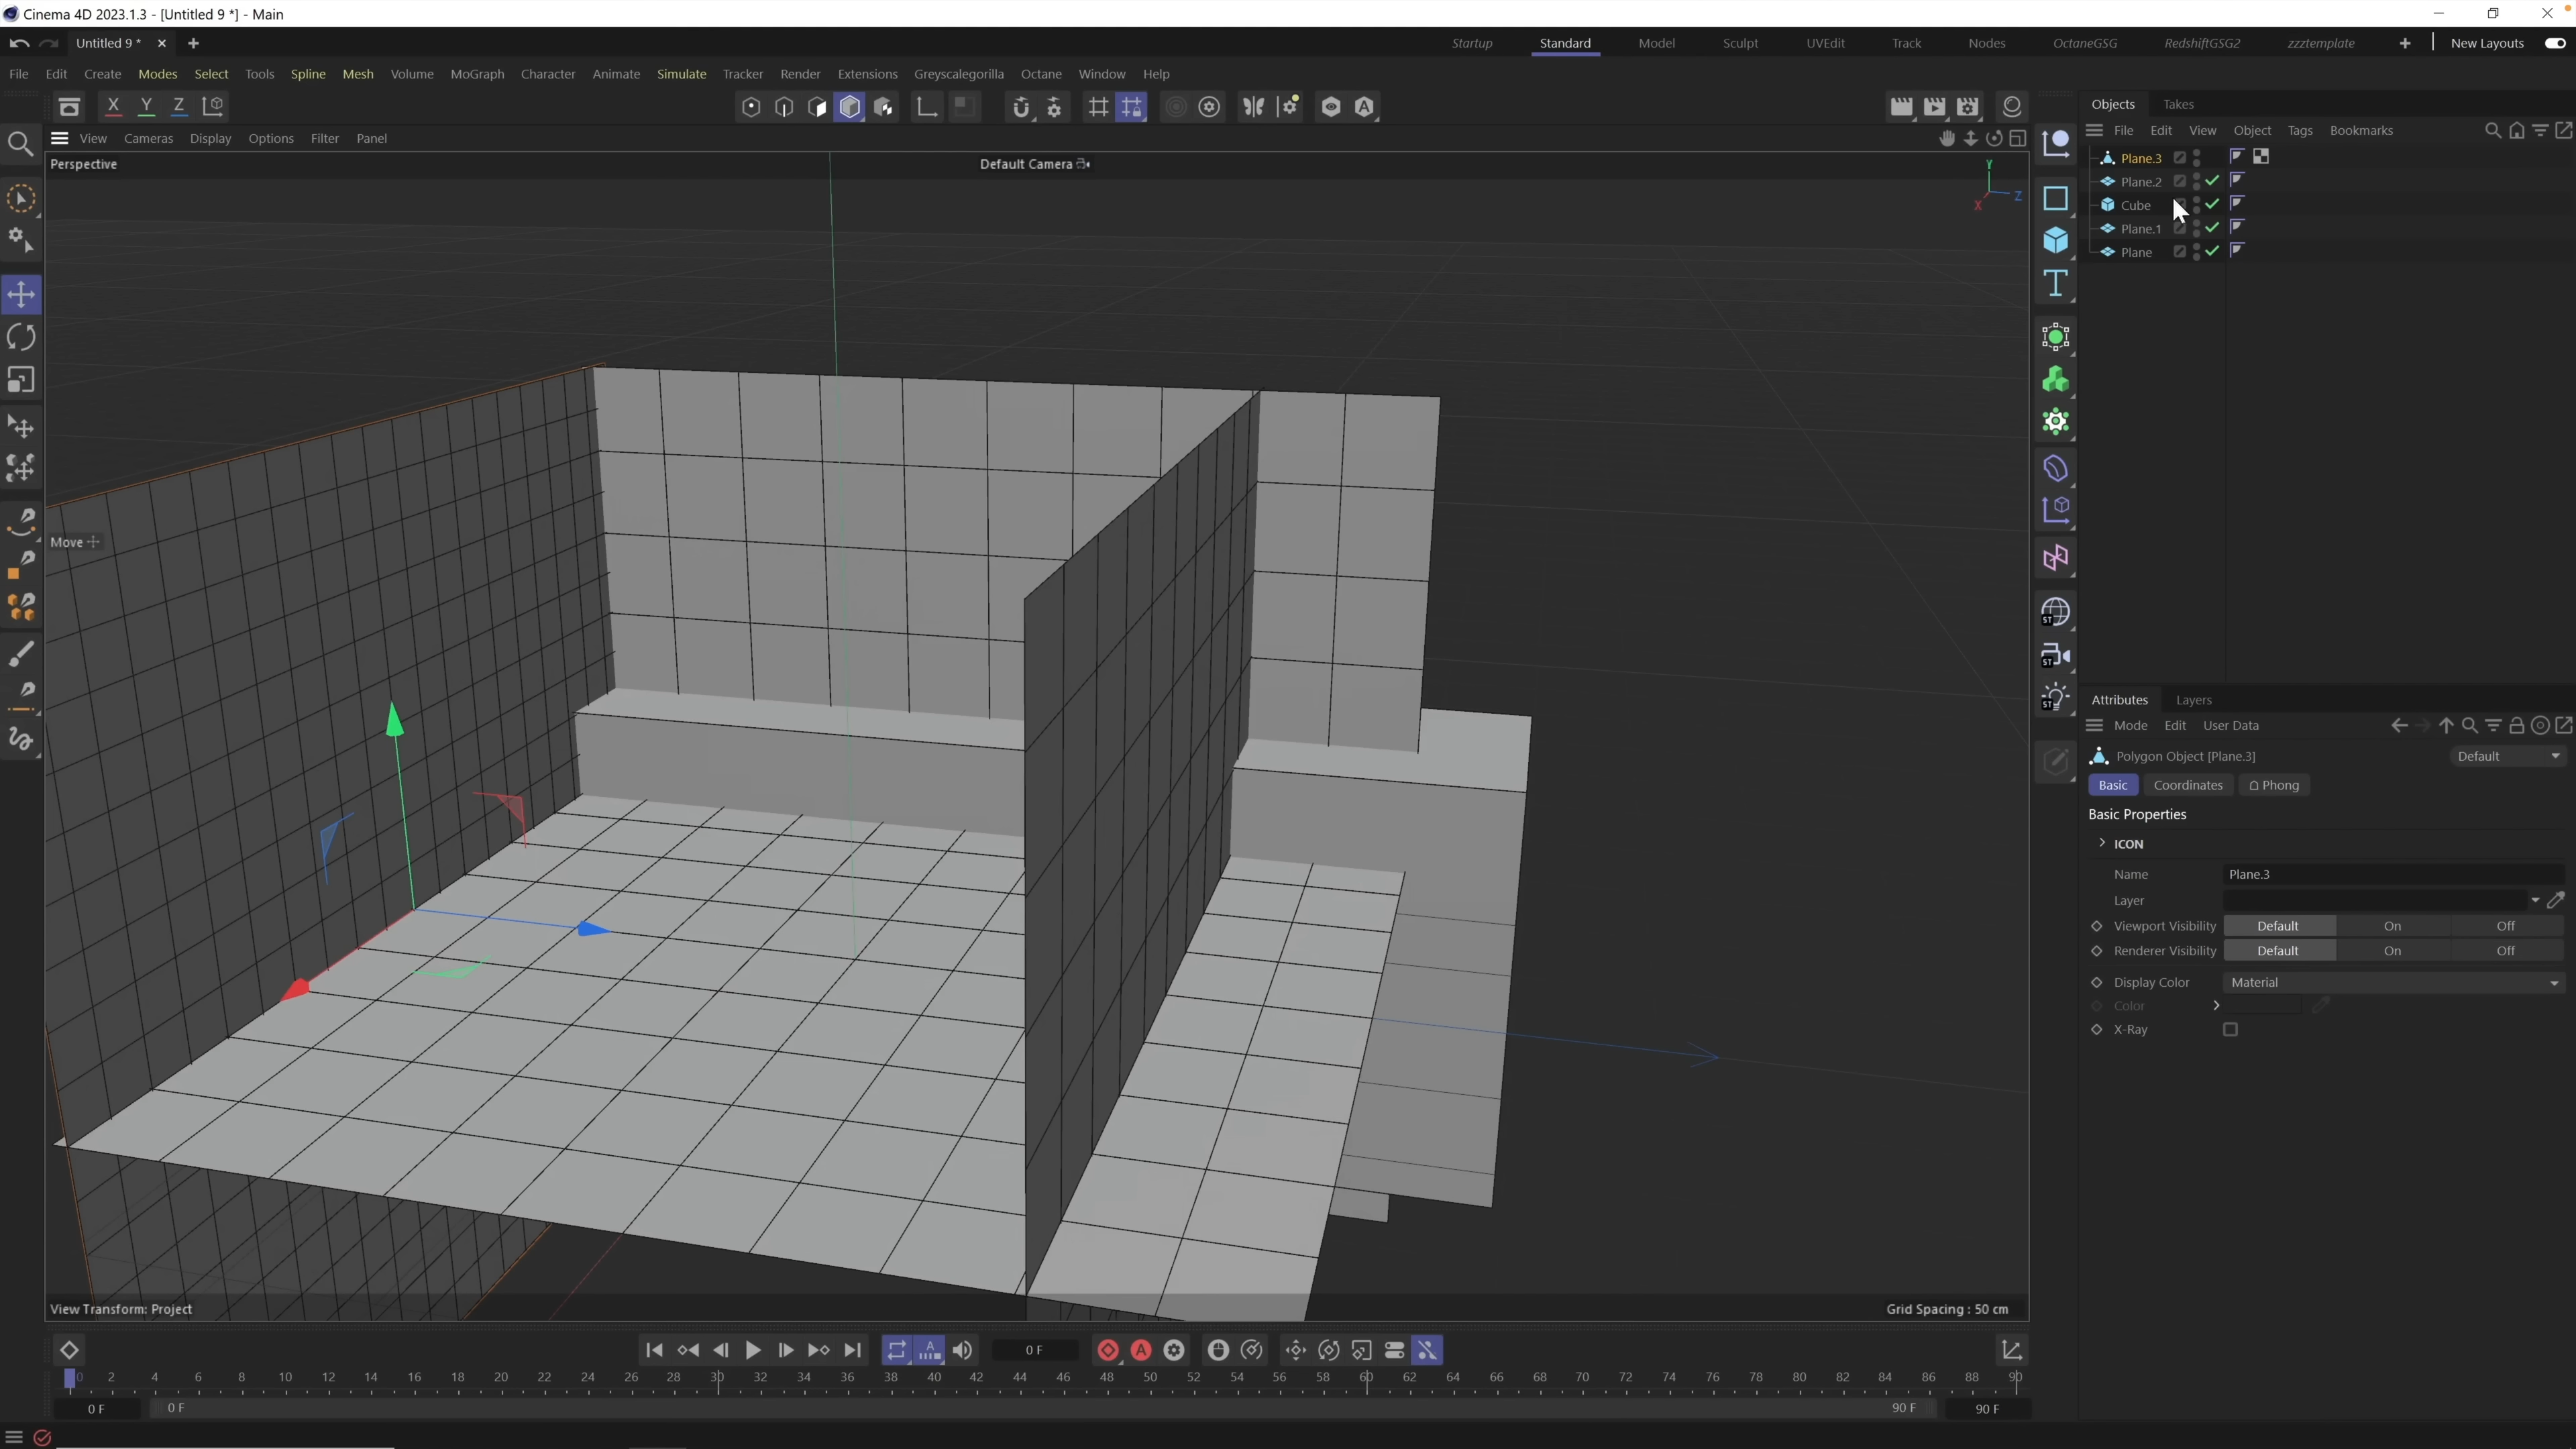 Cinema 4D 2023.1.3 - [Untitled 9 *] - Main
Untitled 9 *
Startup
Standard
Model
Sculpt
UVEdit
Track
Nodes
OctaneGSG
RedshiftGSG2
zzztemplate
New Layouts
File
Edit
Create
Modes
Select
Tools
Spline
Mesh
Volume
MoGraph
Character
Animate
Simulate
Tracker
Render
Extensions
Greyscalegorilla
Octane
Window
Help
X
Y
Z
Objects
Takes
View
Cameras
Display
Options
Filter
Panel
File
Edit
View
Object
Tags
Bookmarks
Perspective
Default Camera
Y
Z
X
Plane.3
Plane.2
Cube
Plane.1
Plane
Move
ST
ST
ST
Attributes
Layers
Mode
Edit
User Data
Polygon Object [Plane.3]
Default
Basic
Coordinates
Phong
Basic Properties
ICON
Name
Plane.3
Layer
Viewport Visibility
Default
On
Off
Renderer Visibility
Default
On
Off
Display Color
Material
Color
X-Ray
View Transform: Project
Grid Spacing : 50 cm
0 F
0 2 4 6 8 10 12 14 16 18 20 22 24 26 28 30 32 34 36 38 40 42 44 46 48 50 52 54 56 58 60 62 64 66 68 70 72 74 76 78 80 82 84 86 88 90
0 F
0 F
90 F
90 F